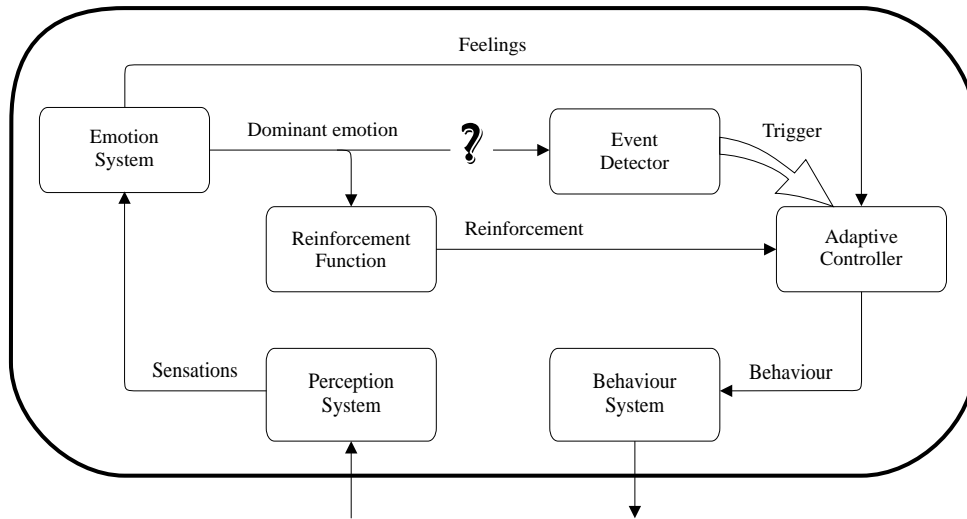 Feelings
Emotion
System
Dominant emotion
?
Event
Detector
Trigger
Reinforcement
Function
Reinforcement
Adaptive
Controller
Sensations
Perception
System
Behaviour
System
Behaviour